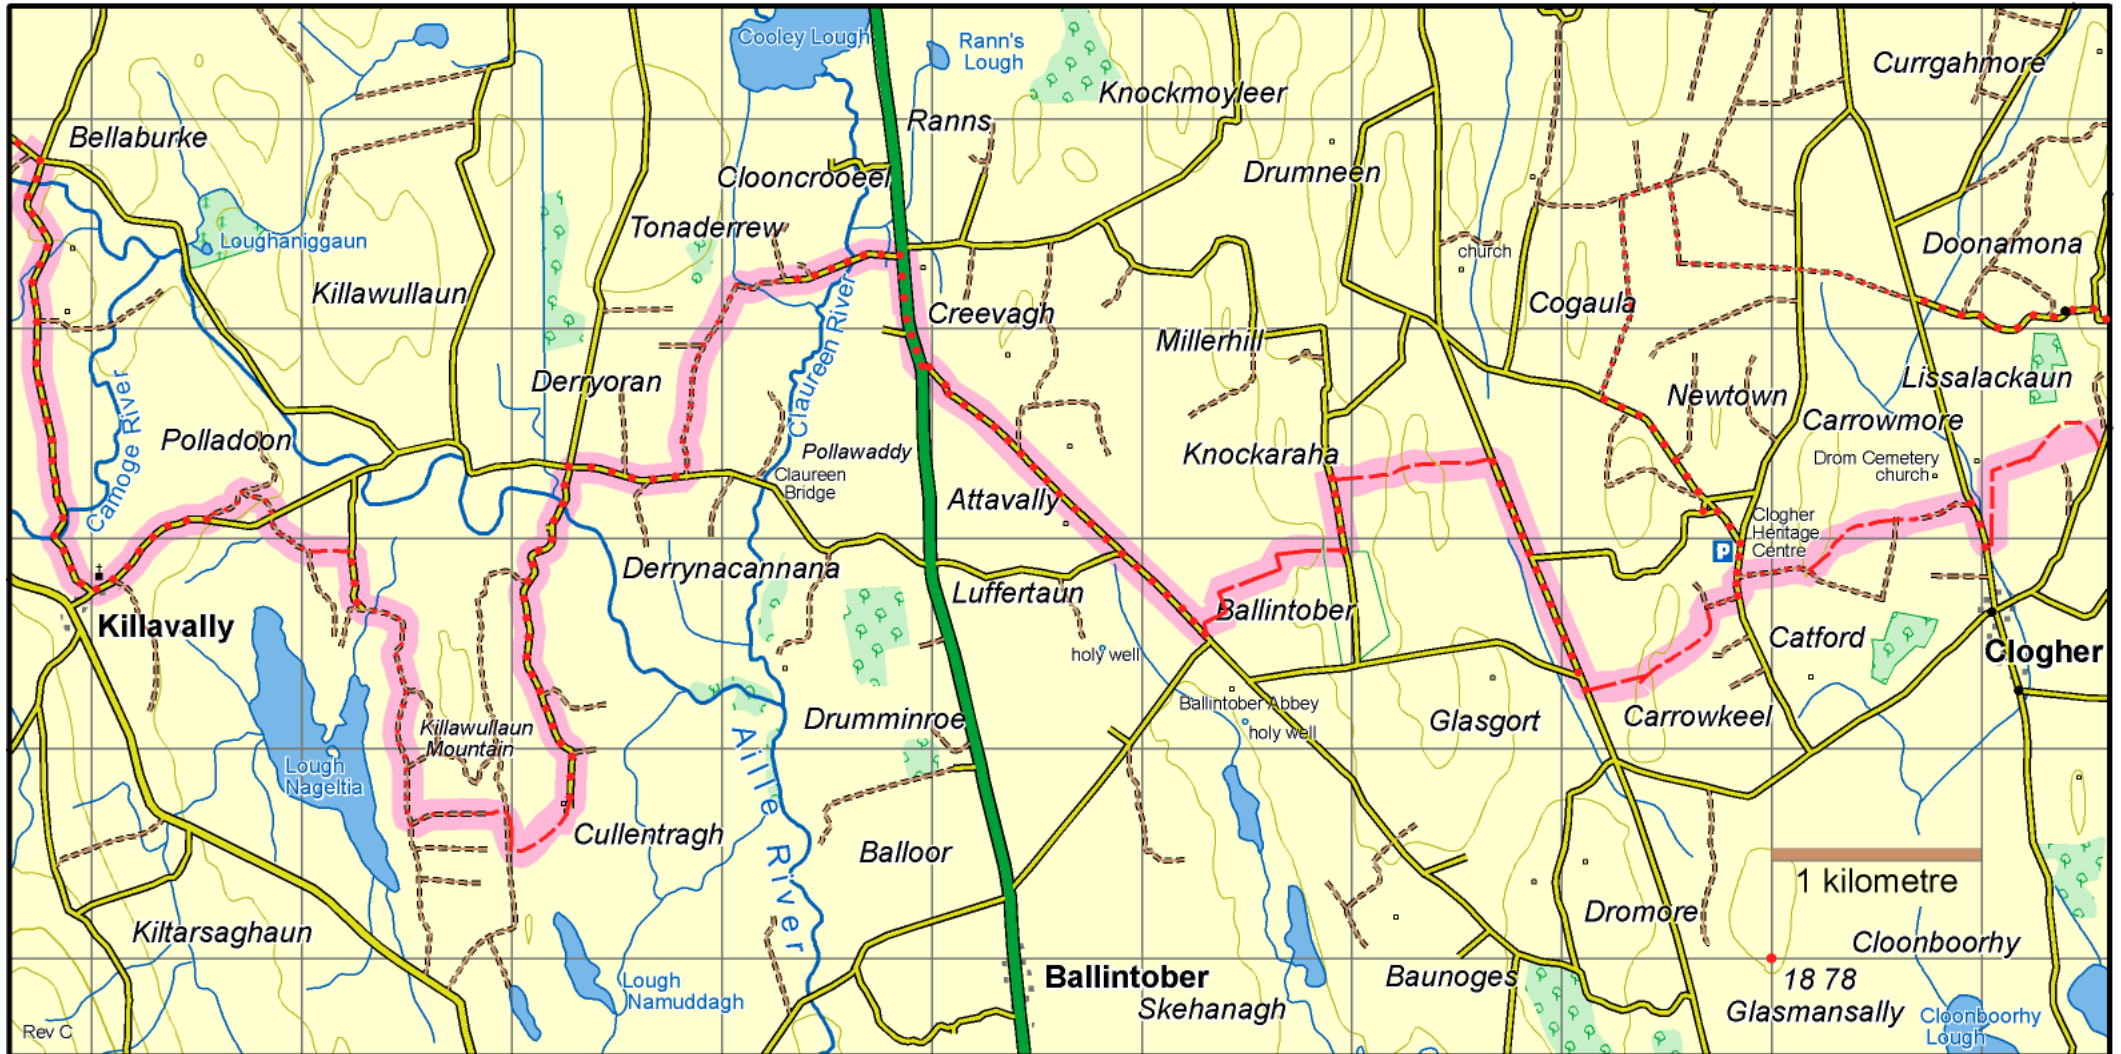 Cooley Lough
Rann's
Lough
Currgahmore
Knockmoyleer
Ranns
Bellaburke
Clooncrooeel
Drumneen
Tonaderrew
Loughaniggaun
church
Doonamona
Killawullaun
Creevagh
Cogaula
Claureen River
Millerhill
Derryoran
Lissalackaun
Newtown
Carrowmore
Camoge River
Polladoon
Pollawaddy
Knockaraha
Drom Cemetery
church
Claureen
Bridge
Attavally
Clogher
Heritage
Centre
P
Derrynacannana
Luffertaun
Ballintober
Killavally
Catford
Clogher
holy well
Ballintober Abbey
holy well
Drumminroe
Glasgort
Carrowkeel
Killawullaun
Mountain
Lough
Nageltia
Aille River
Cullentragh
Balloor
1 kilometre
Kiltarsaghaun
Dromore
Cloonboorhy
Ballintober
Baunoges
18 78
Lough
Namuddagh
Skehanagh
Glasmansally
Cloonboorhy
Lough
Rev C